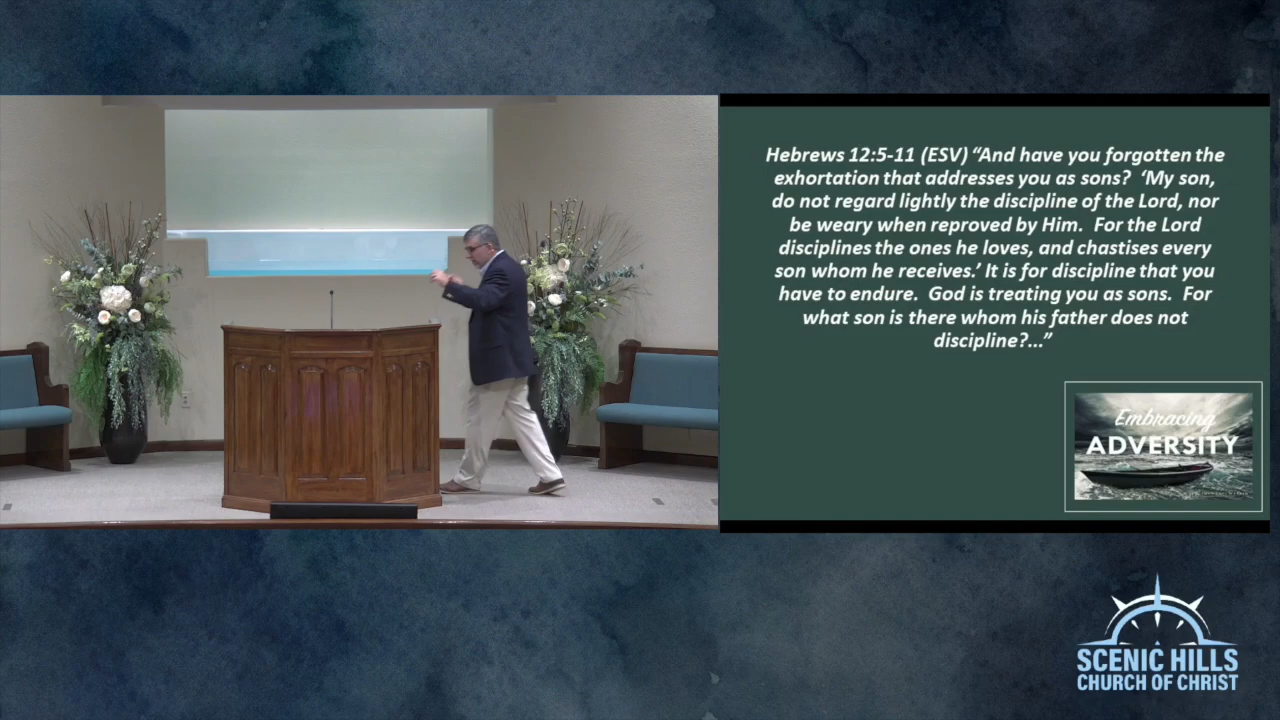 Hebrews 12:5-11 (ESV) “And have you forgotten the
exhortation that addresses you as sons?  ‘My son,
do not regard lightly the discipline of the Lord, nor
be weary when reproved by Him.  For the Lord
disciplines the ones he loves, and chastises every
son whom he receives.’ It is for discipline that you
have to endure.  God is treating you as sons.  For
what son is there whom his father does not
discipline?...”
Embracing
ADVERSITY
SCENIC HILLS
CHURCH OF CHRIST